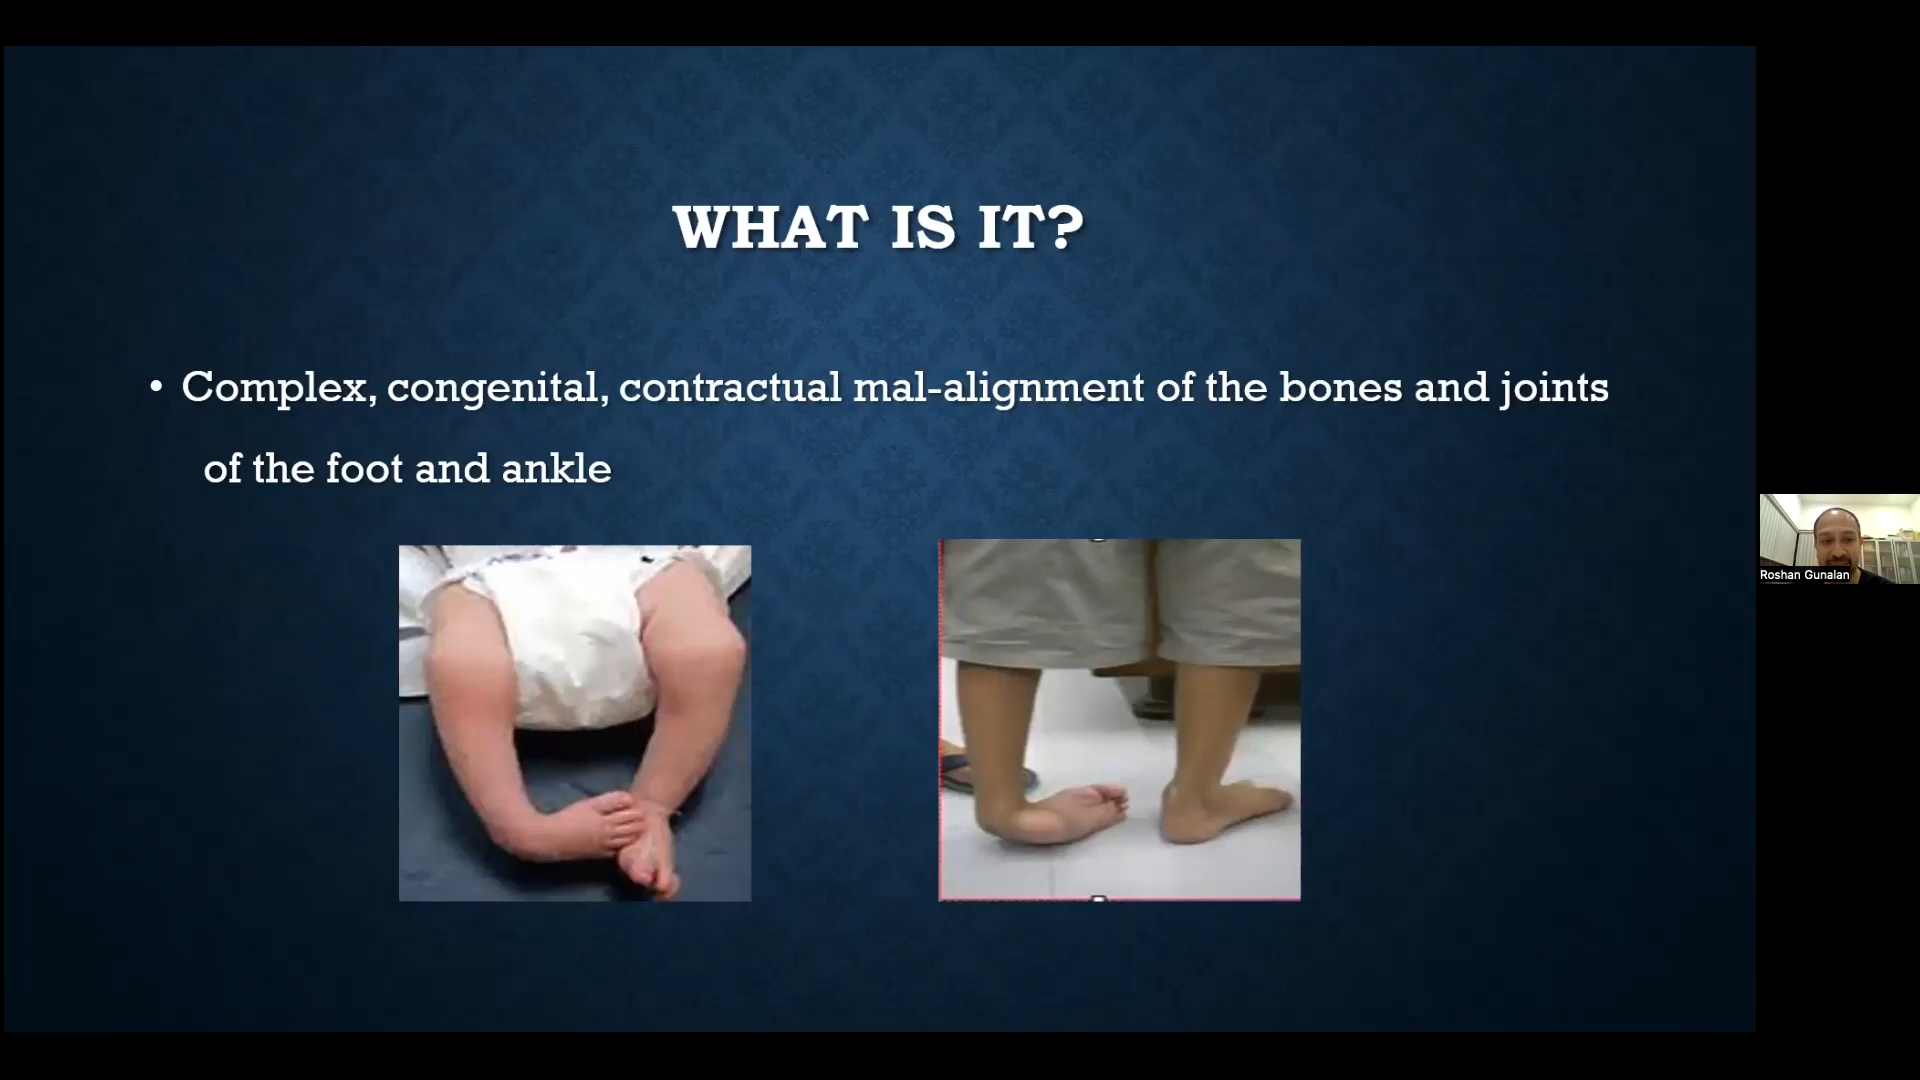 WHAT IS IT?
• Complex, congenital, contractual mal-alignment of the bones and joints
of the foot and ankle
Roshan Gunalan